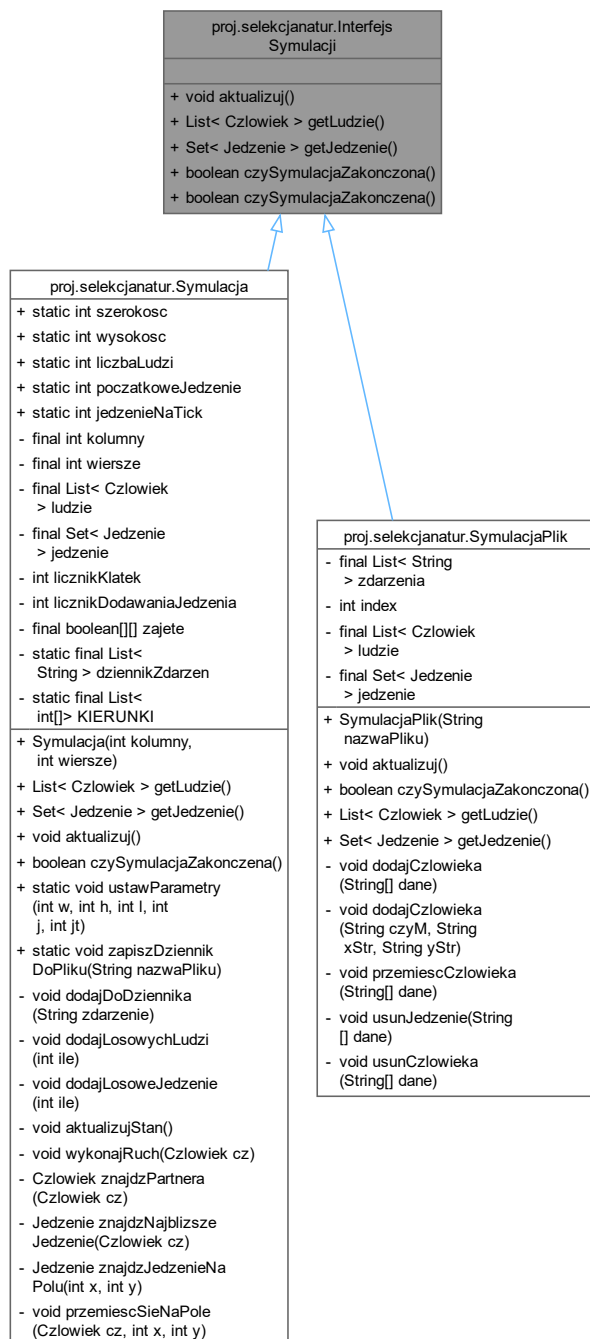 proj.selekcjanatur.Interfejs
Symulacji
+ void aktualizuj()
+ List< Czlowiek > getLudzie()
+ Set< Jedzenie > getJedzenie()
+ boolean czySymulacjaZakonczona()
+ boolean czySymulacjaZakonczena()
proj.selekcjanatur.Symulacja
+ static int szerokosc
+ static int wysokosc
+ static int liczbaLudzi
+ static int poczatkoweJedzenie
+ static int jedzenieNaTick
- final int kolumny
- final int wiersze
- final List< Czlowiek
> ludzie
- final Set< Jedzenie
> jedzenie
- int licznikKlatek
- int licznikDodawaniaJedzenia
- final boolean[][] zajete
- static final List<
String > dziennikZdarzen
- static final List<
int[]> KIERUNKI
+ Symulacja(int kolumny,
int wiersze)
+ List< Czlowiek > getLudzie()
+ Set< Jedzenie > getJedzenie()
+ void aktualizuj()
+ boolean czySymulacjaZakonczena()
+ static void ustawParametry
(int w, int h, int l, int
j, int jt)
+ static void zapiszDziennik
DoPliku(String nazwaPliku)
- void dodajDoDziennika
(String zdarzenie)
- void dodajLosowychLudzi
(int ile)
- void dodajLosoweJedzenie
(int ile)
- void aktualizujStan()
- void wykonajRuch(Czlowiek cz)
- Czlowiek znajdzPartnera
(Czlowiek cz)
- Jedzenie znajdzNajblizsze
Jedzenie(Czlowiek cz)
- Jedzenie znajdzJedzenieNa
Polu(int x, int y)
- void przemiescSieNaPole
(Czlowiek cz, int x, int y)
proj.selekcjanatur.SymulacjaPlik
- final List< String
> zdarzenia
- int index
- final List< Czlowiek
> ludzie
- final Set< Jedzenie
> jedzenie
+ SymulacjaPlik(String
nazwaPliku)
+ void aktualizuj()
+ boolean czySymulacjaZakonczona()
+ List< Czlowiek > getLudzie()
+ Set< Jedzenie > getJedzenie()
- void dodajCzlowieka
(String[] dane)
- void dodajCzlowieka
(String czyM, String
xStr, String yStr)
- void przemiescCzlowieka
(String[] dane)
- void usunJedzenie(String
[] dane)
- void usunCzlowieka
(String[] dane)